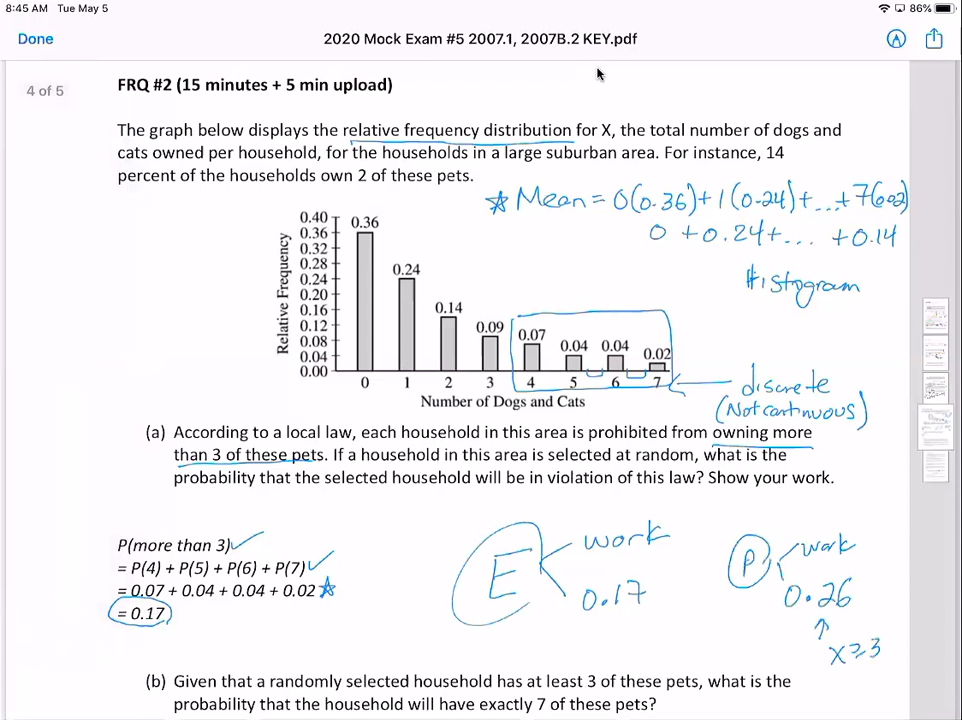 8:45 AM Tue May 5
86%
Done
2020 Mock Exam #5 2007.1, 2007B.2 KEY.pdf
4 of 5
FRQ #2 (15 minutes + 5 min upload)
The graph below displays the relative frequency distribution for X, the total number of dogs and
cats owned per household, for the households in a large suburban area. For instance, 14
percent of the households own 2 of these pets.
Mean = 0(0.36)+1(0.24)+...+7(0.02)
0 +0.24+... +0.14
Histogram
Relative Frequency
0.40
0.36
0.32
0.28
0.24
0.20
0.16
0.12
0.08
0.04
0.00
0.36
0.24
0.14
0.09
0.07
0.04
0.04
0.02
0 1 2 3 4 5 6 7
Number of Dogs and Cats
discrete
(Not continuous)
(a) According to a local law, each household in this area is prohibited from owning more
than 3 of these pets. If a household in this area is selected at random, what is the
probability that the selected household will be in violation of this law? Show your work.
P(more than 3)
= P(4) + P(5) + P(6) + P(7)
= 0.07 + 0.04 + 0.04 + 0.02
= 0.17
E
work
0.17
P
work
0.26
x≥3
(b) Given that a randomly selected household has at least 3 of these pets, what is the
probability that the household will have exactly 7 of these pets?